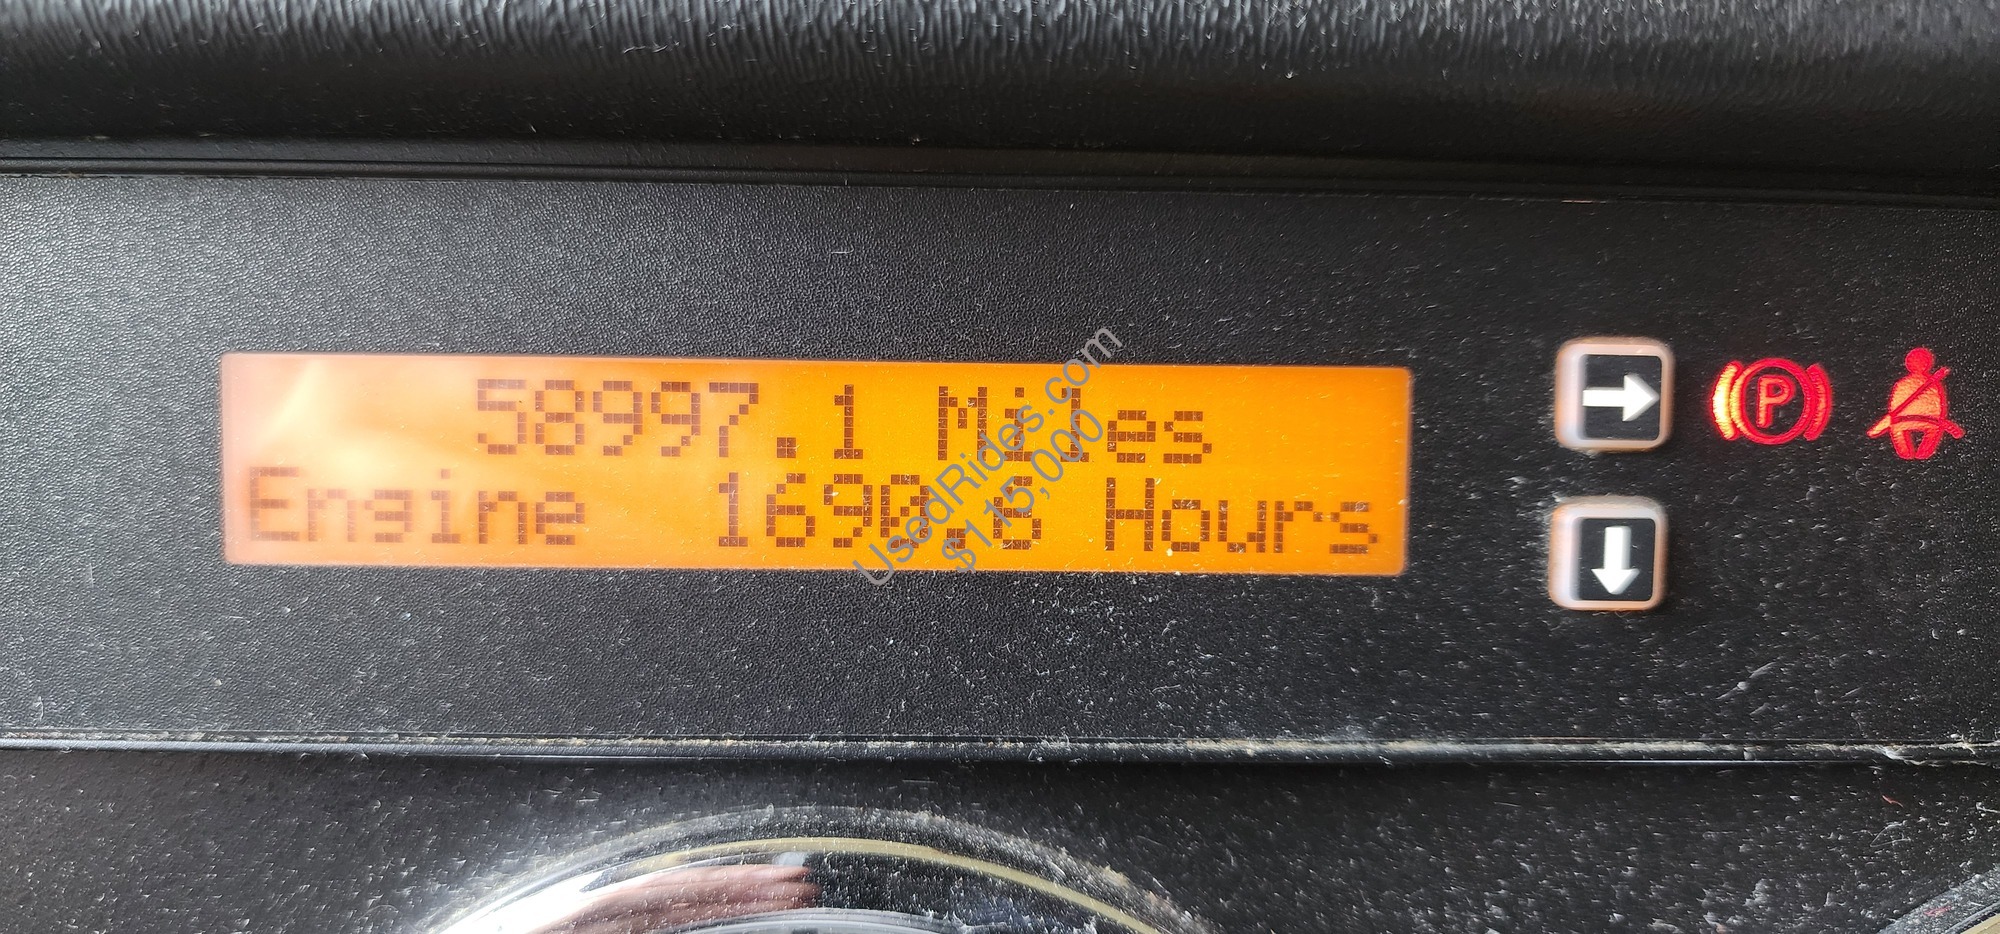 58997.1 Miles
Engine 1690.5 Hours
UsedRides.com
$115,000
P